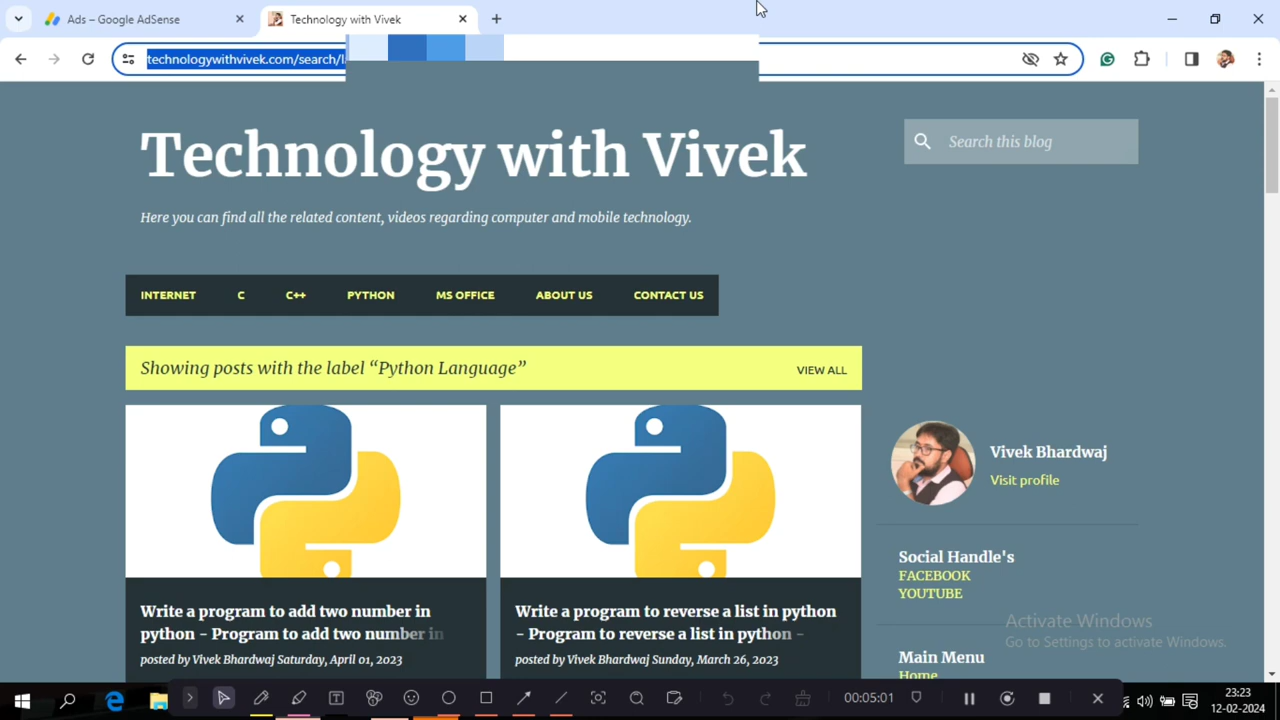 Ads – Google AdSense
Technology with Vivek
technologywithvivek.com/search/l
Technology with Vivek
Search this blog
Here you can find all the related content, videos regarding computer and mobile technology.
INTERNET C C++ PYTHON MS OFFICE ABOUT US CONTACT US
Showing posts with the label “Python Language”
VIEW ALL
Vivek Bhardwaj
Visit profile
Write a program to add two number in
python - Program to add two number in
posted by Vivek Bhardwaj Saturday, April 01, 2023
Write a program to reverse a list in python
- Program to reverse a list in python -
posted by Vivek Bhardwaj Sunday, March 26, 2023
Social Handle's
FACEBOOK
YOUTUBE
Main Menu
Home
Activate Windows
Go to Settings to activate Windows.
00:05:01
23:23
12-02-2024